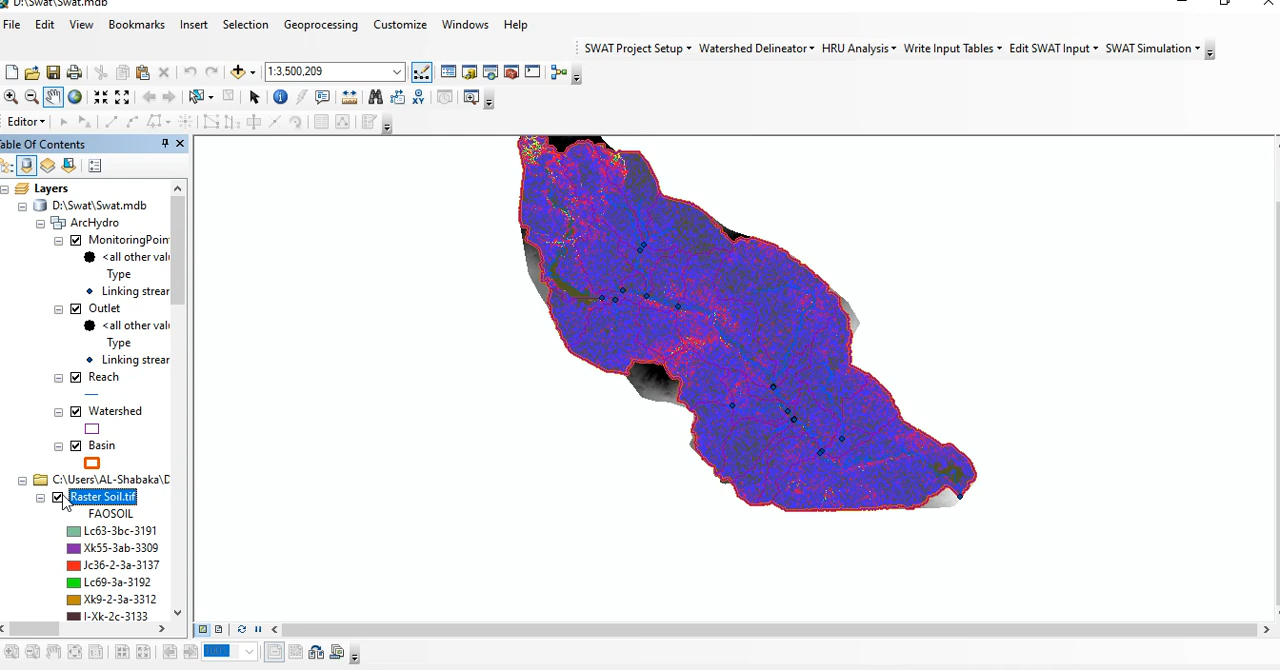 D:\Swat\Swat.mdb
File Edit View Bookmarks Insert Selection Geoprocessing Customize Windows Help
SWAT Project Setup Watershed Delineator HRU Analysis Write Input Tables Edit SWAT Input SWAT Simulation
1:3,500,209
XY
Editor
able Of Contents
Layers
D:\Swat\Swat.mdb
ArcHydro
MonitoringPoin
<all other valu
Type
Linking strear
Outlet
<all other valu
Type
Linking strear
Reach
Watershed
Basin
C:\Users\AL-Shabaka\D
Raster Soil.tif
FAOSOIL
Lc63-3bc-3191
Xk55-3ab-3309
Jc36-2-3a-3137
Lc69-3a-3192
Xk9-2-3a-3312
I-Xk-2c-3133